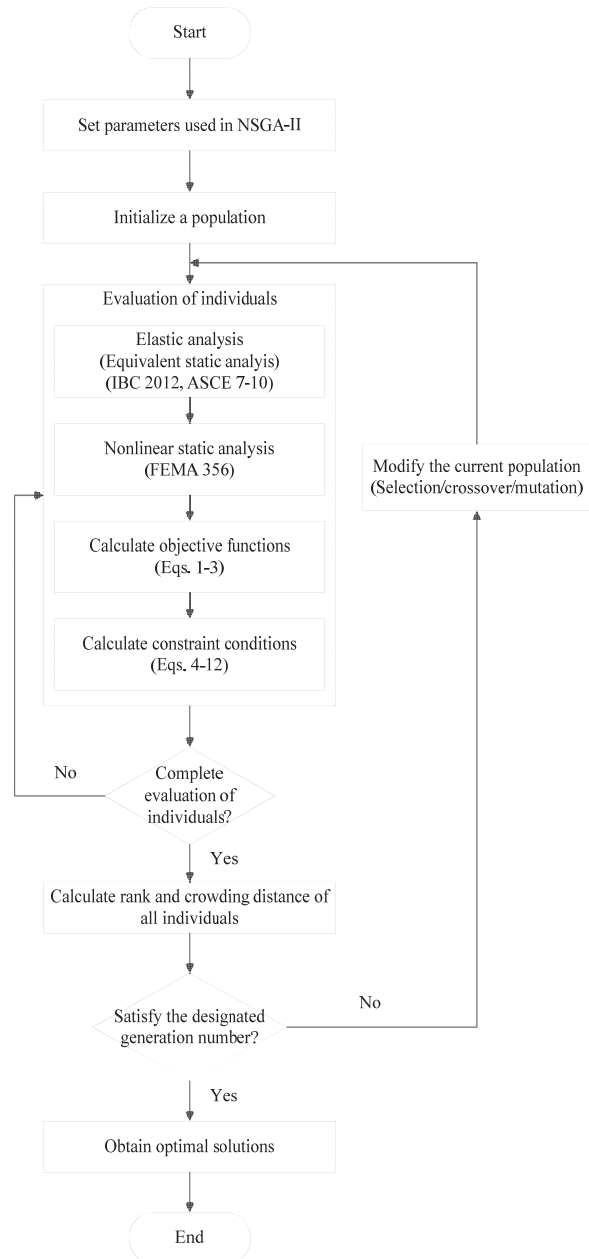 Start
Set parameters used in NSGA-II
Initialize a population
Evaluation of individuals
Elastic analysis
(Equivalent static analyis)
(IBC 2012, ASCE 7-10)
Nonlinear static analysis
(FEMA 356)
Modify the current population
(Selection/crossover/mutation)
Calculate objective functions
(Eqs. 1-3)
Calculate constraint conditions
(Eqs. 4-12)
No
Complete
evaluation of
individuals?
Yes
Calculate rank and crowding distance of
all individuals
No
Satisfy the designated
generation number?
Yes
Obtain optimal solutions
End